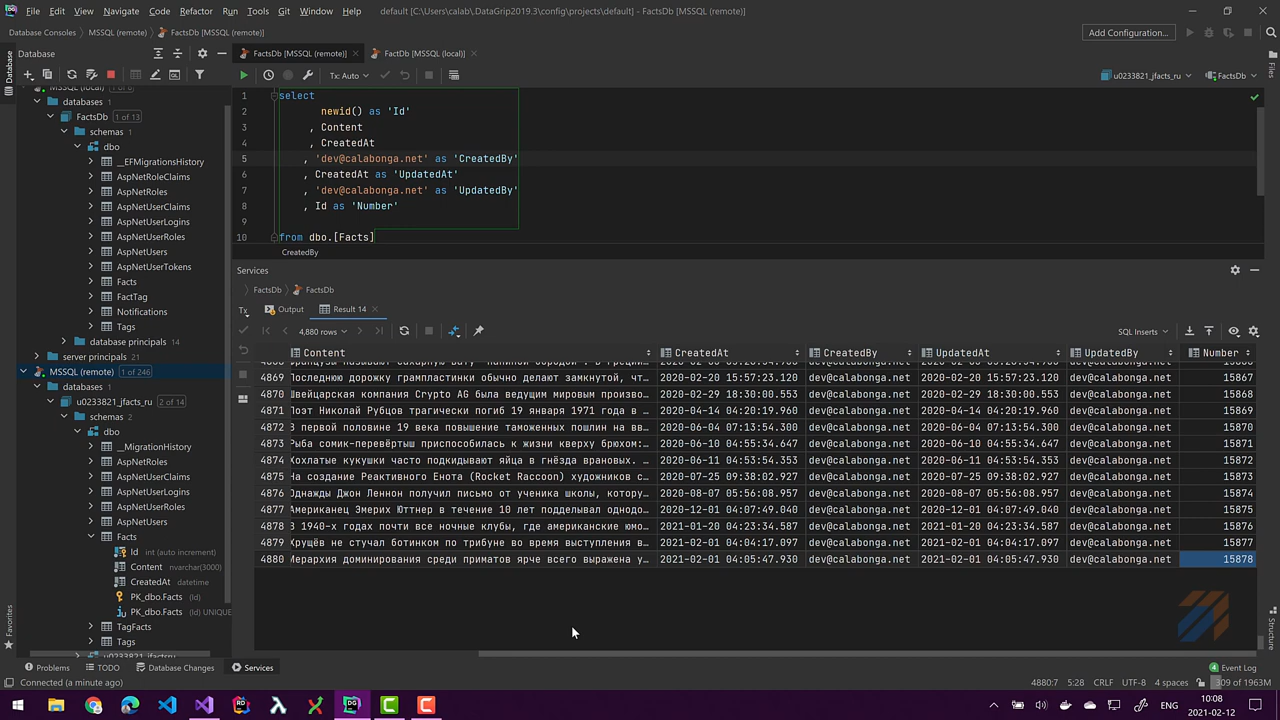 File Edit View Navigate Code Refactor Run Tools Git Window Help default [C:\Users\calab\.DataGrip2019.3\config\projects\default] - FactsDb [MSSQL (remote)]
Database Consoles MSSQL (remote) FactsDb [MSSQL (remote)] Add Configuration...
Database
FactsDb [MSSQL (remote)]
FactsDb [MSSQL (local)]
Tx: Auto
u0233821_jfacts_ru
FactsDb
Database
Files
Structure
Favorites
MSSQL (local) 1 of 6
databases
FactsDb 1 of 13
schemas 1
dbo
__EFMigrationsHistory
AspNetRoleClaims
AspNetRoles
AspNetUserClaims
AspNetUserLogins
AspNetUserRoles
AspNetUsers
AspNetUserTokens
Facts
FactTag
Notifications
Tags
database principals 14
server principals 21
MSSQL (remote) 1 of 246
databases
u0233821_jfacts_ru 2 of 14
schemas 2
dbo
__MigrationHistory
AspNetRoles
AspNetUserClaims
AspNetUserLogins
AspNetUserRoles
AspNetUsers
Facts
Id int (auto increment)
Content nvarchar(3000)
CreatedAt datetime
PK_dbo.Facts (Id)
PK_dbo.Facts (Id) UNIQUE
TagFacts
Tags
u0233821_jfactsru
1 select
2 newid() as 'Id'
3 , Content
4 , CreatedAt
5 , 'dev@calabonga.net' as 'CreatedBy'
6 , CreatedAt as 'UpdatedAt'
7 , 'dev@calabonga.net' as 'UpdatedBy'
8 , Id as 'Number'
9
10 from dbo.[Facts]
CreatedBy
Services
FactsDb FactsDb
Tx Output Result 14
4,880 rows SQL Inserts
Content CreatedAt CreatedBy UpdatedAt UpdatedBy Number
4869 Последнюю дорожку грампластинки обычно делают замкнутой, чт… 2020-02-20 15:57:23.120 dev@calabonga.net 2020-02-20 15:57:23.120 dev@calabonga.net 15867
4870 Швейцарская компания Crypto AG была ведущим мировым произво… 2020-02-29 18:30:00.553 dev@calabonga.net 2020-02-29 18:30:00.553 dev@calabonga.net 15868
4871 Поэт Николай Рубцов трагически погиб 19 января 1971 года в … 2020-04-14 04:20:19.960 dev@calabonga.net 2020-04-14 04:20:19.960 dev@calabonga.net 15869
4872 В первой половине 19 века повышение таможенных пошлин на вв… 2020-06-04 07:13:54.300 dev@calabonga.net 2020-06-04 07:13:54.300 dev@calabonga.net 15870
4873 Рыба сомик-перевёртыш приспособилась к жизни кверху брюхом:… 2020-06-10 04:55:34.647 dev@calabonga.net 2020-06-10 04:55:34.647 dev@calabonga.net 15871
4874 Хохлатые кукушки часто подкидывают яйца в гнёзда врановых. … 2020-06-11 04:53:54.353 dev@calabonga.net 2020-06-11 04:53:54.353 dev@calabonga.net 15872
4875 На создание Реактивного Енота (Rocket Raccoon) художников с… 2020-07-25 09:38:02.927 dev@calabonga.net 2020-07-25 09:38:02.927 dev@calabonga.net 15873
4876 Однажды Джон Леннон получил письмо от ученика школы, котору… 2020-08-07 05:56:08.957 dev@calabonga.net 2020-08-07 05:56:08.957 dev@calabonga.net 15874
4877 Американец Эмерих Юттнер в течение 10 лет подделывал однодо… 2020-12-01 04:07:49.040 dev@calabonga.net 2020-12-01 04:07:49.040 dev@calabonga.net 15875
4878 В 1940-х годах почти все ночные клубы, где американские юмо… 2021-01-20 04:23:34.587 dev@calabonga.net 2021-01-20 04:23:34.587 dev@calabonga.net 15876
4879 Хрущёв не стучал ботинком по трибуне во время выступления в… 2021-02-01 04:04:17.097 dev@calabonga.net 2021-02-01 04:04:17.097 dev@calabonga.net 15877
4880 Иерархия доминирования среди приматов ярче всего выражена у… 2021-02-01 04:05:47.930 dev@calabonga.net 2021-02-01 04:05:47.930 dev@calabonga.net 15878
Problems TODO Database Changes Services Event Log
Connected (a minute ago) 4880:7 5:28 CRLF UTF-8 4 spaces 309 of 1963M
ENG 10:08
2021-02-12